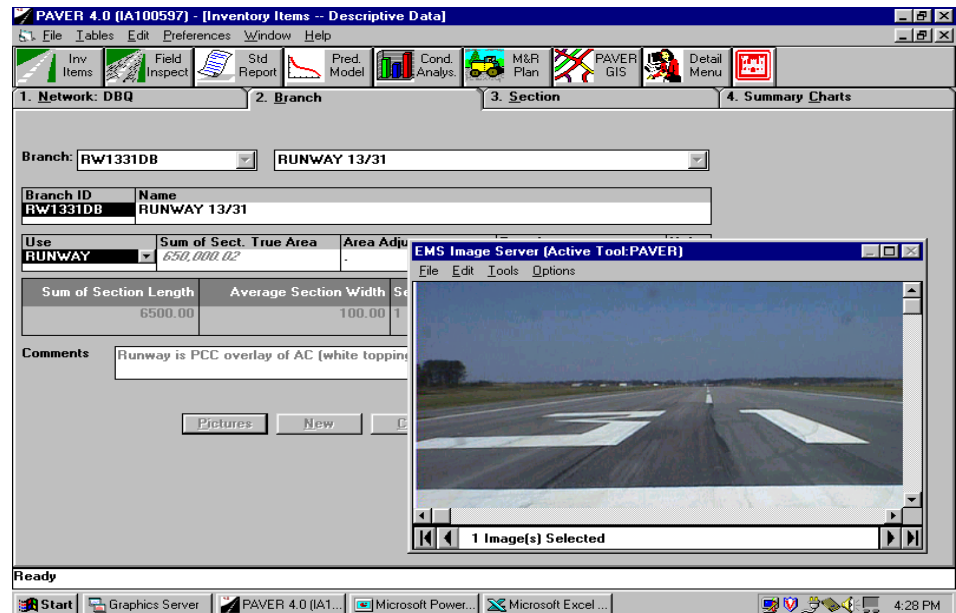 PAVER 4.0 (IA100597) - [Inventory Items -- Descriptive Data]
File Tables Edit Preferences Window Help
Inv Items Field Inspect Std Report Pred. Model Cond. Analys. M&R Plan PAVER GIS Detail Menu
1. Network: DBQ 2. Branch 3. Section 4. Summary Charts
Branch: RW1331DB RUNWAY 13/31
Branch ID Name
RW1331DB RUNWAY 13/31
Use Sum of Sect. True Area Area Adju
RUNWAY 650,000.02 .
Sum of Section Length Average Section Width Se
6500.00 100.00 1
Comments Runway is PCC overlay of AC (white topping
Pictures New C
EMS Image Server (Active Tool:PAVER)
File Edit Tools Options
31
1 Image(s) Selected
Ready
Start Graphics Server PAVER 4.0 (IA1... Microsoft Power... Microsoft Excel ... 4:28 PM